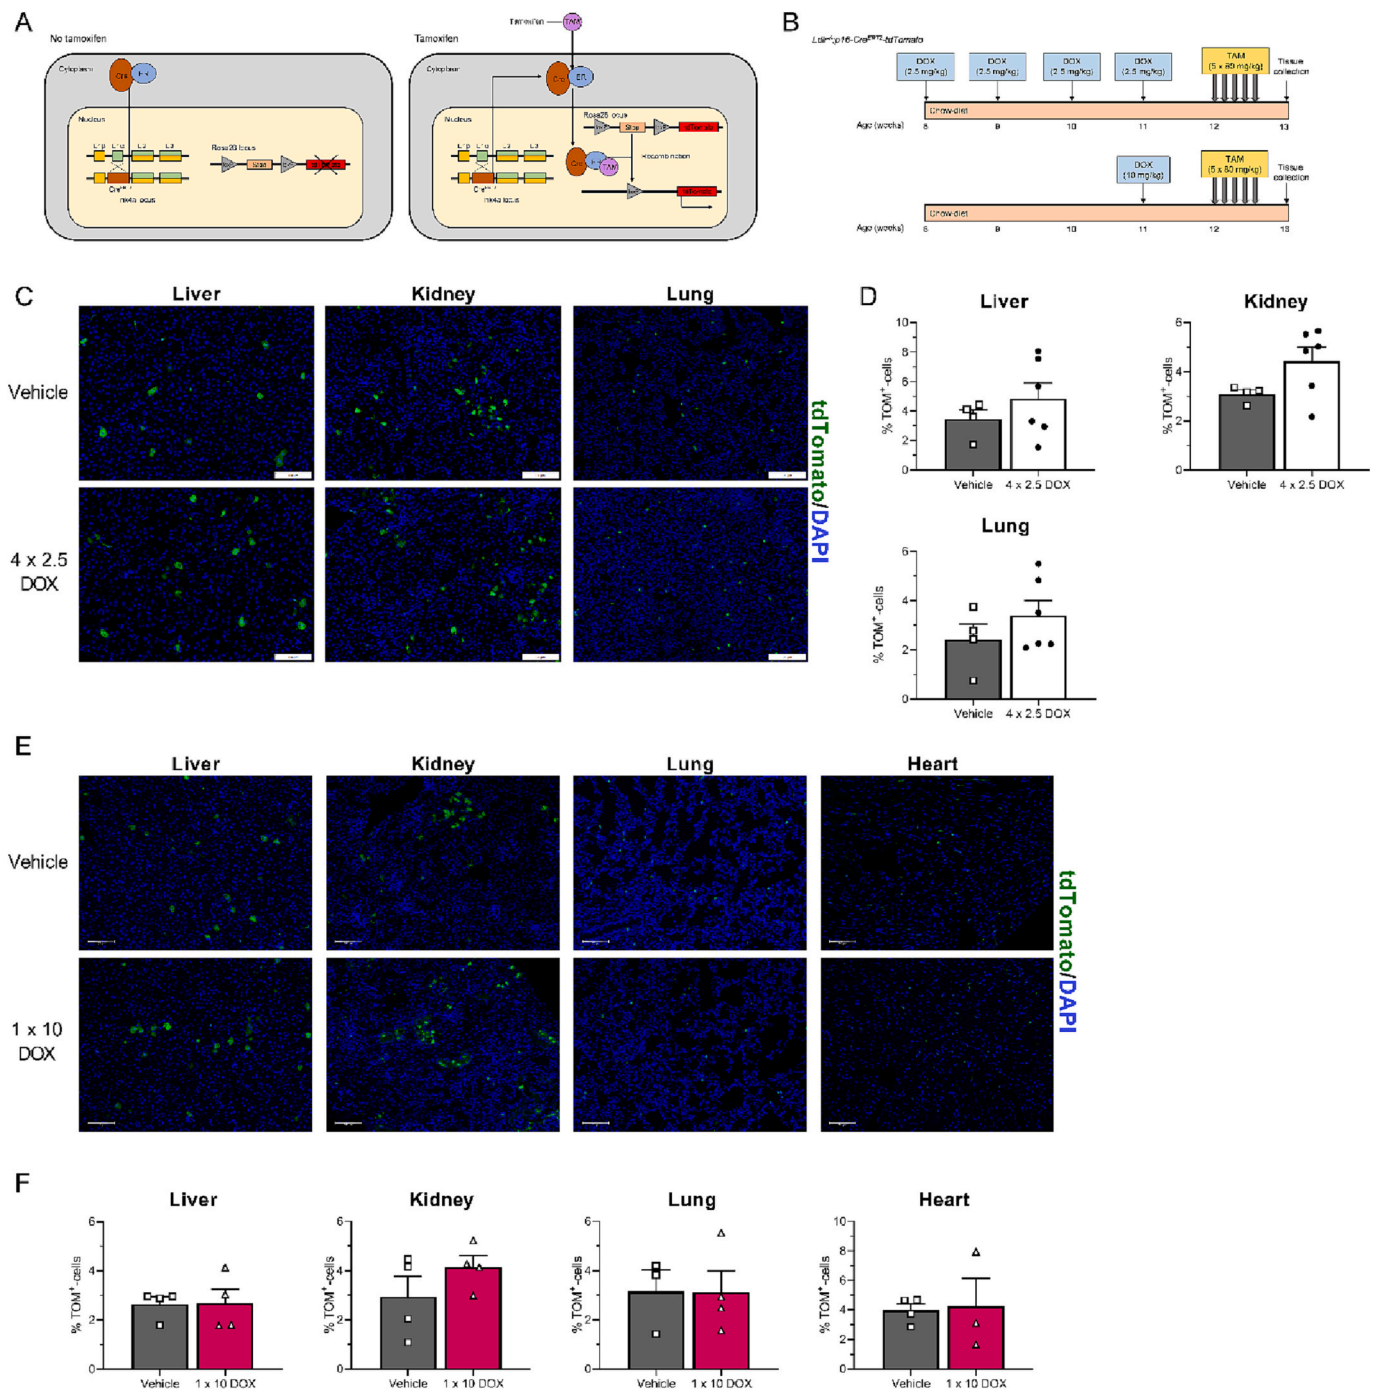 A
No tamoxifen
Cytoplasm
Cre
ER
Nucleus
Rosa26 locus
Stop
Tamoxifen
Tamoxifen
TAM
Cytoplasm
Cre
ER
Nucleus
Rosa26 locus
Stop
tdTomato
TAM
Recombination
tdTomato
B
DOX
(2.5 mg/kg)
DOX
(2.5 mg/kg)
DOX
(2.5 mg/kg)
DOX
(2.5 mg/kg)
TAM
(5 x 80 mg/kg)
Tissue
collection
Chow-diet
Age (weeks) 8 9 10 11 12 13
DOX
(10 mg/kg)
TAM
(5 x 80 mg/kg)
Tissue
collection
Chow-diet
Age (weeks) 8 9 10 11 12 13
C
Liver Kidney Lung
Vehicle
4 x 2.5
DOX
tdTomato/DAPI
D
Liver
% TOM⁺-cells
10
8
6
4
2
0
Vehicle 4 x 2.5 DOX
Kidney
% TOM⁺-cells
6
4
2
0
Vehicle 4 x 2.5 DOX
Lung
% TOM⁺-cells
6
4
2
0
Vehicle 4 x 2.5 DOX
E
Liver Kidney Lung Heart
Vehicle
1 x 10
DOX
tdTomato/DAPI
F
Liver
% TOM⁺-cells
6
4
2
0
Vehicle 1 x 10 DOX
Kidney
% TOM⁺-cells
6
4
2
0
Vehicle 1 x 10 DOX
Lung
% TOM⁺-cells
6
4
2
0
Vehicle 1 x 10 DOX
Heart
% TOM⁺-cells
10
8
6
4
2
0
Vehicle 1 x 10 DOX